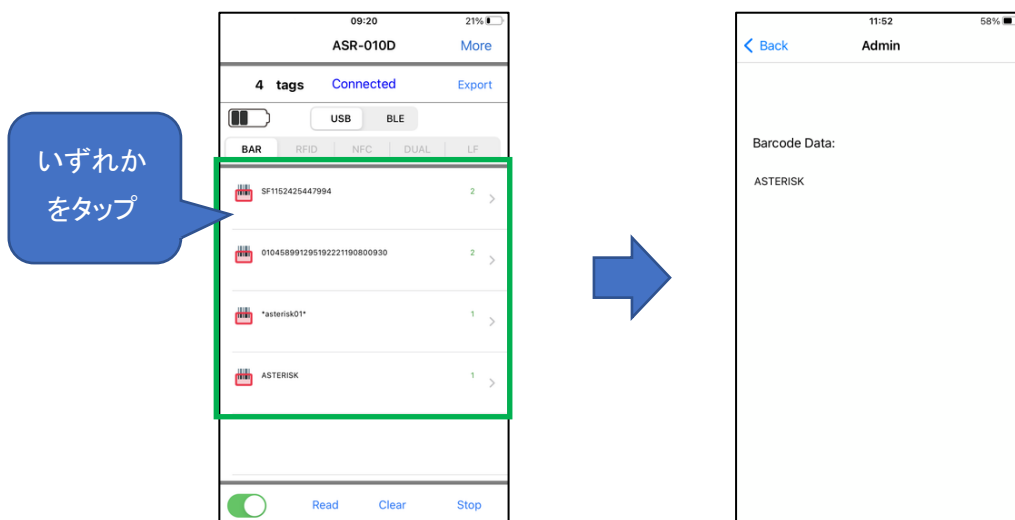 いずれか
をタップ
09:20 21%
ASR-010D More
4 tags Connected Export
USB BLE
BAR RFID NFC DUAL LF
SF1152425447994 2
01045899129519222119080​0930 2
*asterisk01* 1
ASTERISK 1
Read Clear Stop
11:52 58%
Back Admin
Barcode Data:
ASTERISK